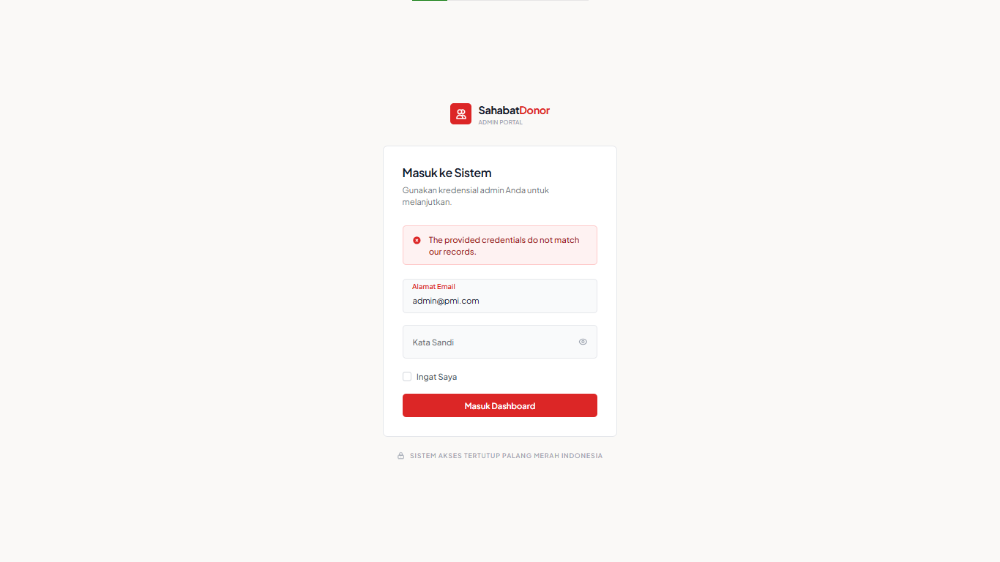 SahabatDonor
ADMIN PORTAL
Masuk ke Sistem
Gunakan kredensial admin Anda untuk
melanjutkan.
The provided credentials do not match
our records.
Alamat Email
admin@pmi.com
Kata Sandi
Ingat Saya
Masuk Dashboard
SISTEM AKSES TERTUTUP PALANG MERAH INDONESIA